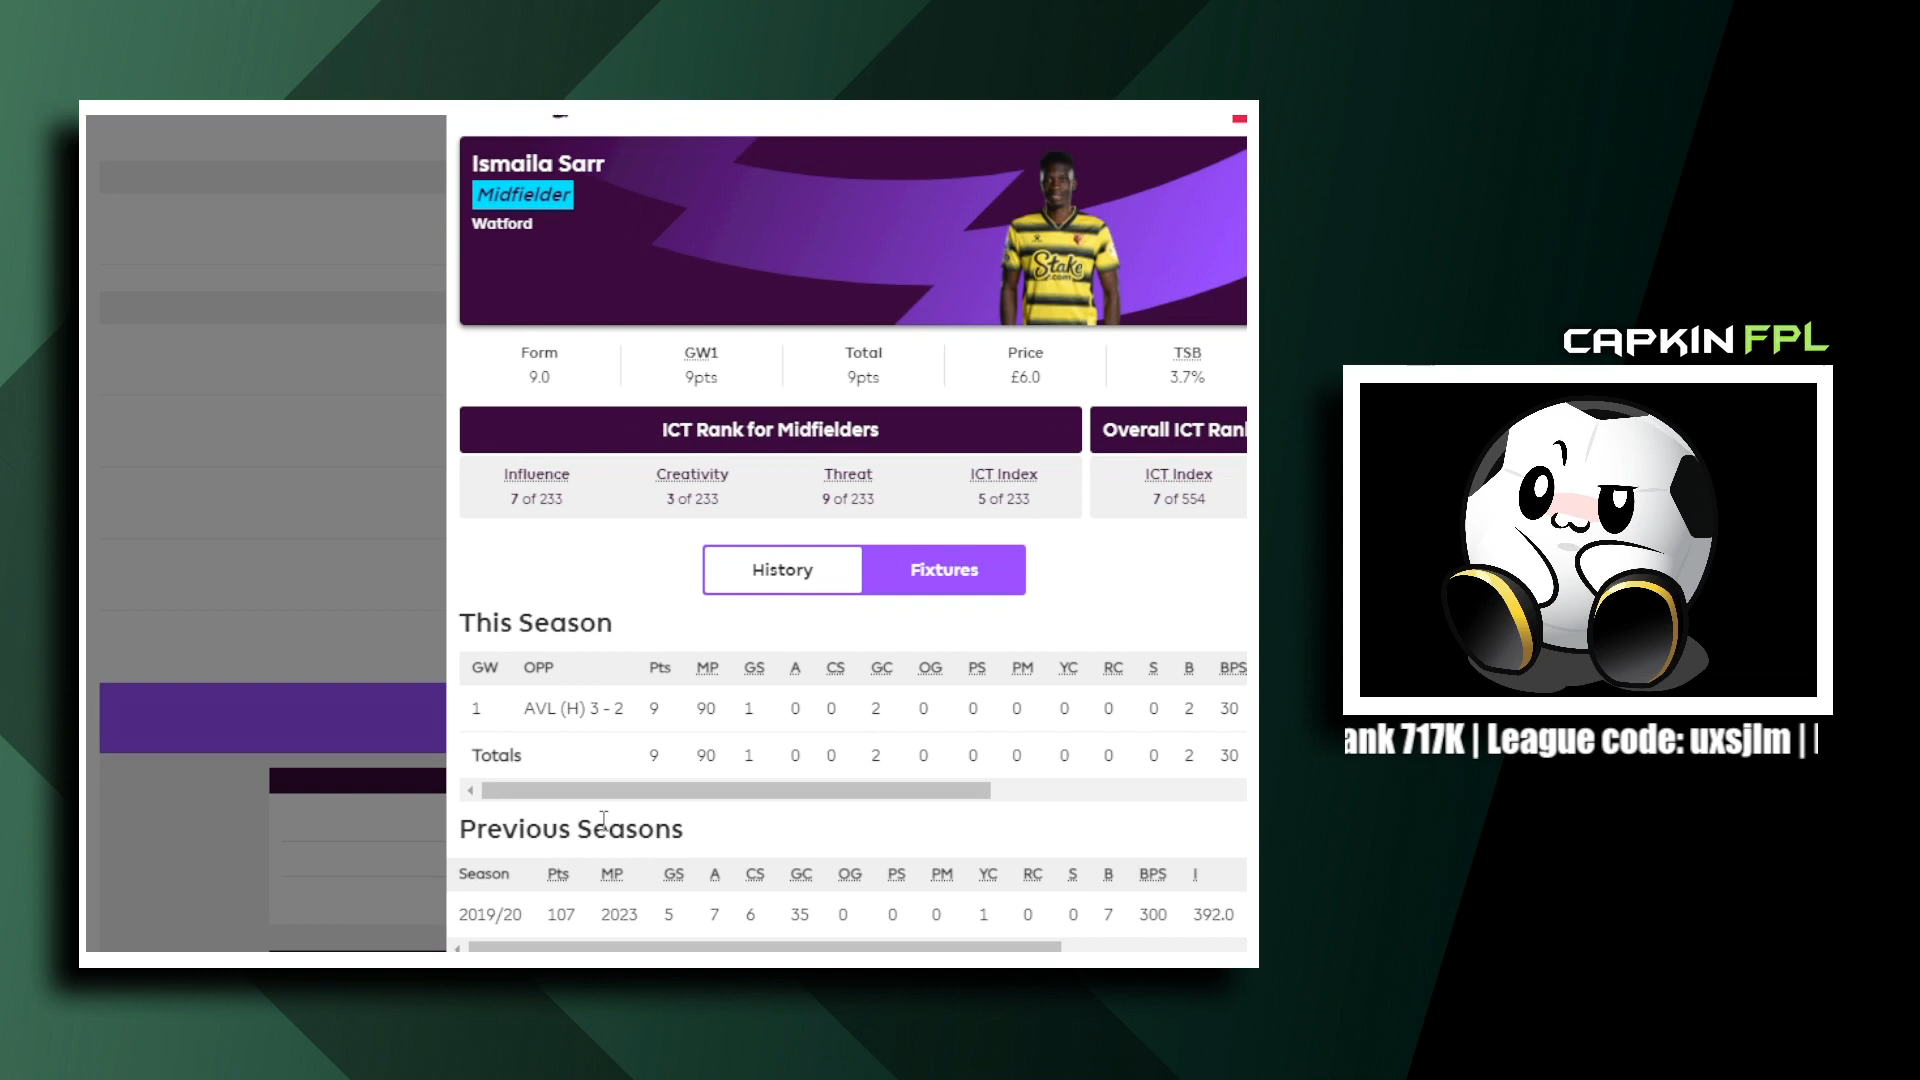 Ismaila Sarr
Midfielder
Watford
Stake
.com
Form GW1 Total Price TSB
9.0 9pts 9pts £6.0 3.7%
ICT Rank for Midfielders Overall ICT Ran
Influence Creativity Threat ICT Index ICT Index
7 of 233 3 of 233 9 of 233 5 of 233 7 of 554
History Fixtures
This Season
GW OPP Pts MP GS A CS GC OG PS PM YC RC S B BPS
1 AVL (H) 3 - 2 9 90 1 0 0 2 0 0 0 0 0 0 2 30
Totals 9 90 1 0 0 2 0 0 0 0 0 0 2 30
Previous Seasons
Season Pts MP GS A CS GC OG PS PM YC RC S B BPS I
2019/20 107 2023 5 7 6 35 0 0 0 1 0 0 7 300 392.0
CAPKIN FPL
ank 717K | League code: uxsjlm |